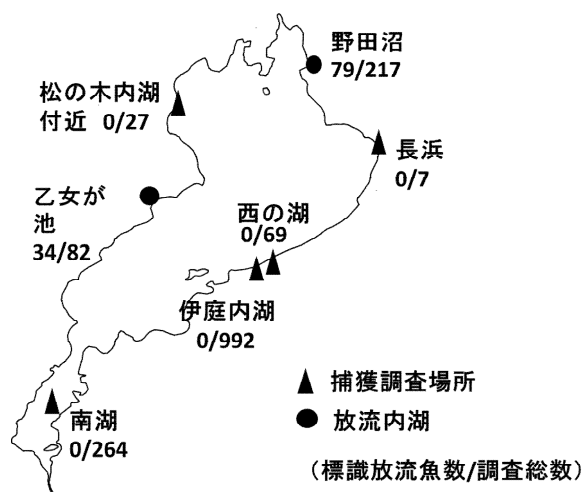 野田沼
79/217
松の木内湖
付近 0/27
長浜
0/7
乙女が
池
34/82
西の湖
0/69
伊庭内湖
0/992
南湖
0/264
▲ 捕獲調査場所
● 放流内湖
（標識放流魚数/調査総数）